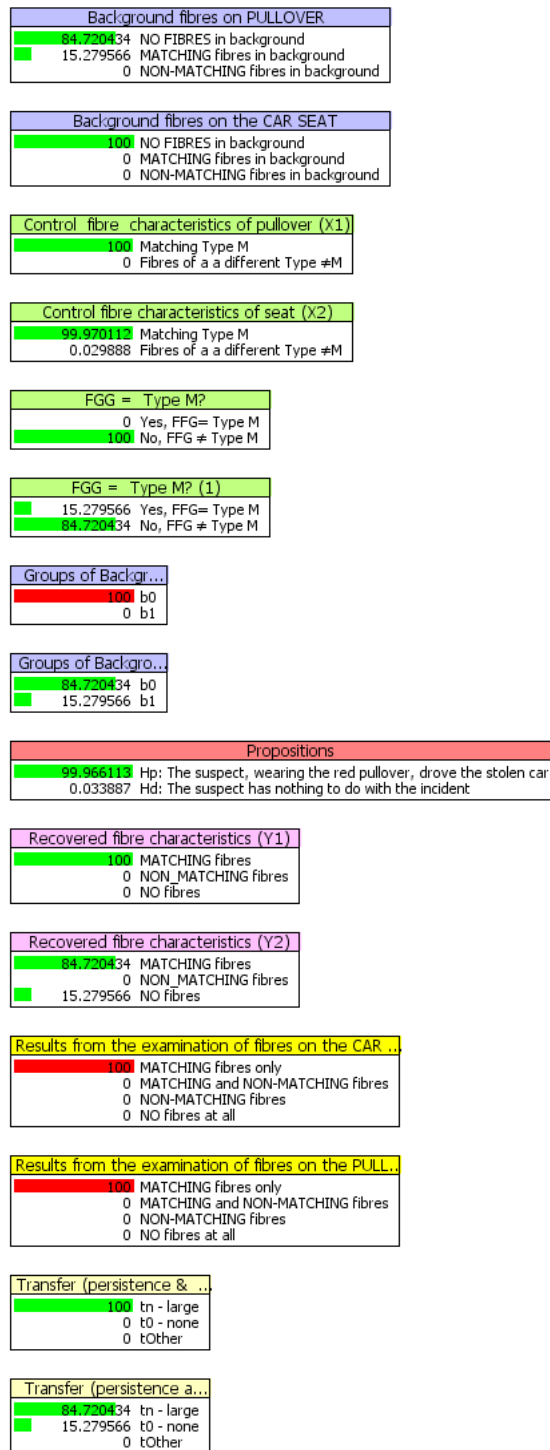 Background fibres on PULLOVER
84.720434 NO FIBRES in background
15.279566 MATCHING fibres in background
0 NON-MATCHING fibres in background
Background fibres on the CAR SEAT
100 NO FIBRES in background
0 MATCHING fibres in background
0 NON-MATCHING fibres in background
Control fibre characteristics of pullover (X1)
100 Matching Type M
0 Fibres of a a different Type ≠M
Control fibre characteristics of seat (X2)
99.970112 Matching Type M
0.029888 Fibres of a a different Type ≠M
FGG = Type M?
0 Yes, FFG= Type M
100 No, FFG ≠ Type M
FGG = Type M? (1)
15.279566 Yes, FFG= Type M
84.720434 No, FFG ≠ Type M
Groups of Backgr...
100 b0
0 b1
Groups of Backgro...
84.720434 b0
15.279566 b1
Propositions
99.966113 Hp: The suspect, wearing the red pullover, drove the stolen car
0.033887 Hd: The suspect has nothing to do with the incident
Recovered fibre characteristics (Y1)
100 MATCHING fibres
0 NON_MATCHING fibres
0 NO fibres
Recovered fibre characteristics (Y2)
84.720434 MATCHING fibres
0 NON_MATCHING fibres
15.279566 NO fibres
Results from the examination of fibres on the CAR ...
100 MATCHING fibres only
0 MATCHING and NON-MATCHING fibres
0 NON-MATCHING fibres
0 NO fibres at all
Results from the examination of fibres on the PULL...
100 MATCHING fibres only
0 MATCHING and NON-MATCHING fibres
0 NON-MATCHING fibres
0 NO fibres at all
Transfer (persistence & ...
100 tn - large
0 t0 - none
0 tOther
Transfer (persistence a...
84.720434 tn - large
15.279566 t0 - none
0 tOther